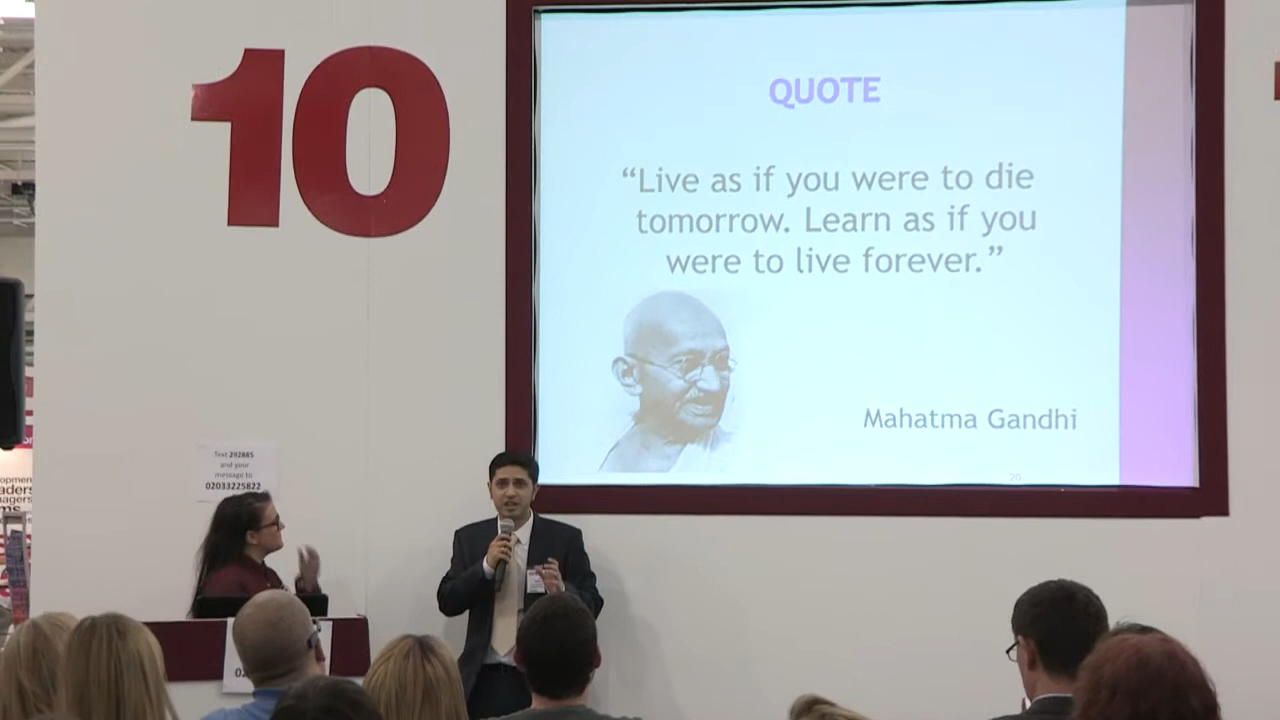 10
QUOTE
“Live as if you were to die
tomorrow. Learn as if you
were to live forever.”
Mahatma Gandhi
20
Text 292885
and your
message to
02033225822